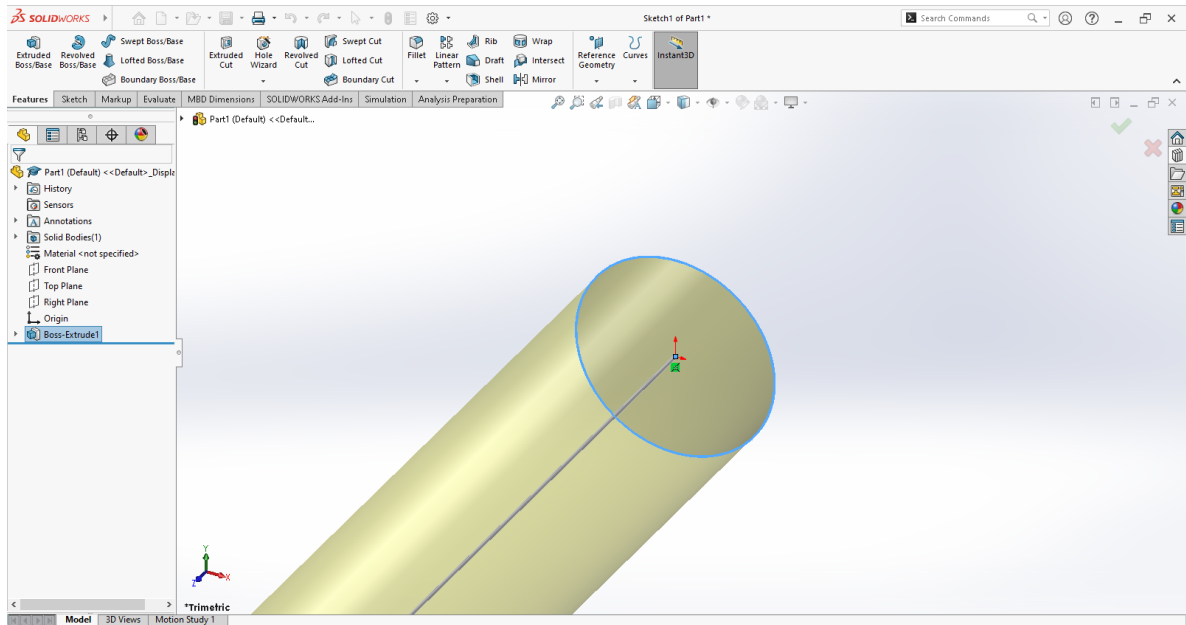 SOLIDWORKS
Sketch1 of Part1 *
Search Commands
Extruded Boss/Base
Revolved Boss/Base
Swept Boss/Base
Lofted Boss/Base
Boundary Boss/Base
Extruded Cut
Hole Wizard
Revolved Cut
Swept Cut
Lofted Cut
Boundary Cut
Fillet
Linear Pattern
Rib
Draft
Shell
Wrap
Intersect
Mirror
Reference Geometry
Curves
Instant3D
Features
Sketch
Markup
Evaluate
MBD Dimensions
SOLIDWORKS Add-Ins
Simulation
Analysis Preparation
Part1 (Default) <<Default...
Part1 (Default) <<Default>_Displa
History
Sensors
Annotations
Solid Bodies(1)
Material <not specified>
Front Plane
Top Plane
Right Plane
Origin
Boss-Extrude1
Y
X
Z
*Trimetric
Model
3D Views
Motion Study 1